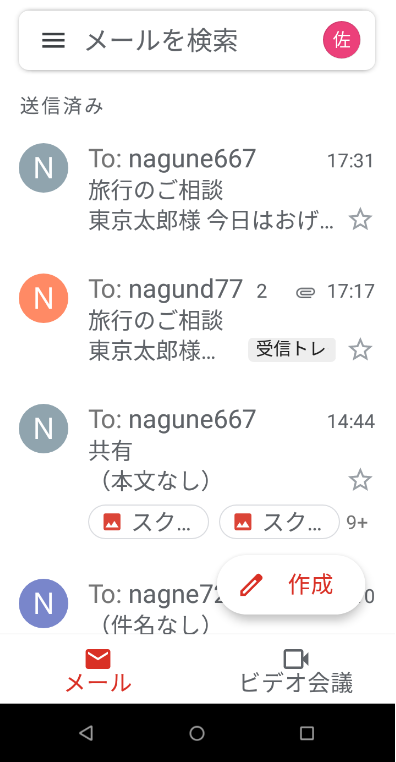 メールを検索
佐
送信済み
N
To: nagune667
17:31
旅行のご相談
東京太郎様 今日はおげ…
N
To: nagund77 2
17:17
旅行のご相談
東京太郎様…
受信トレ
N
To: nagune667
14:44
共有
（本文なし）
スク…
スク…
9+
N
To: nagne72
0
（件名なし）
作成
メール
ビデオ会議